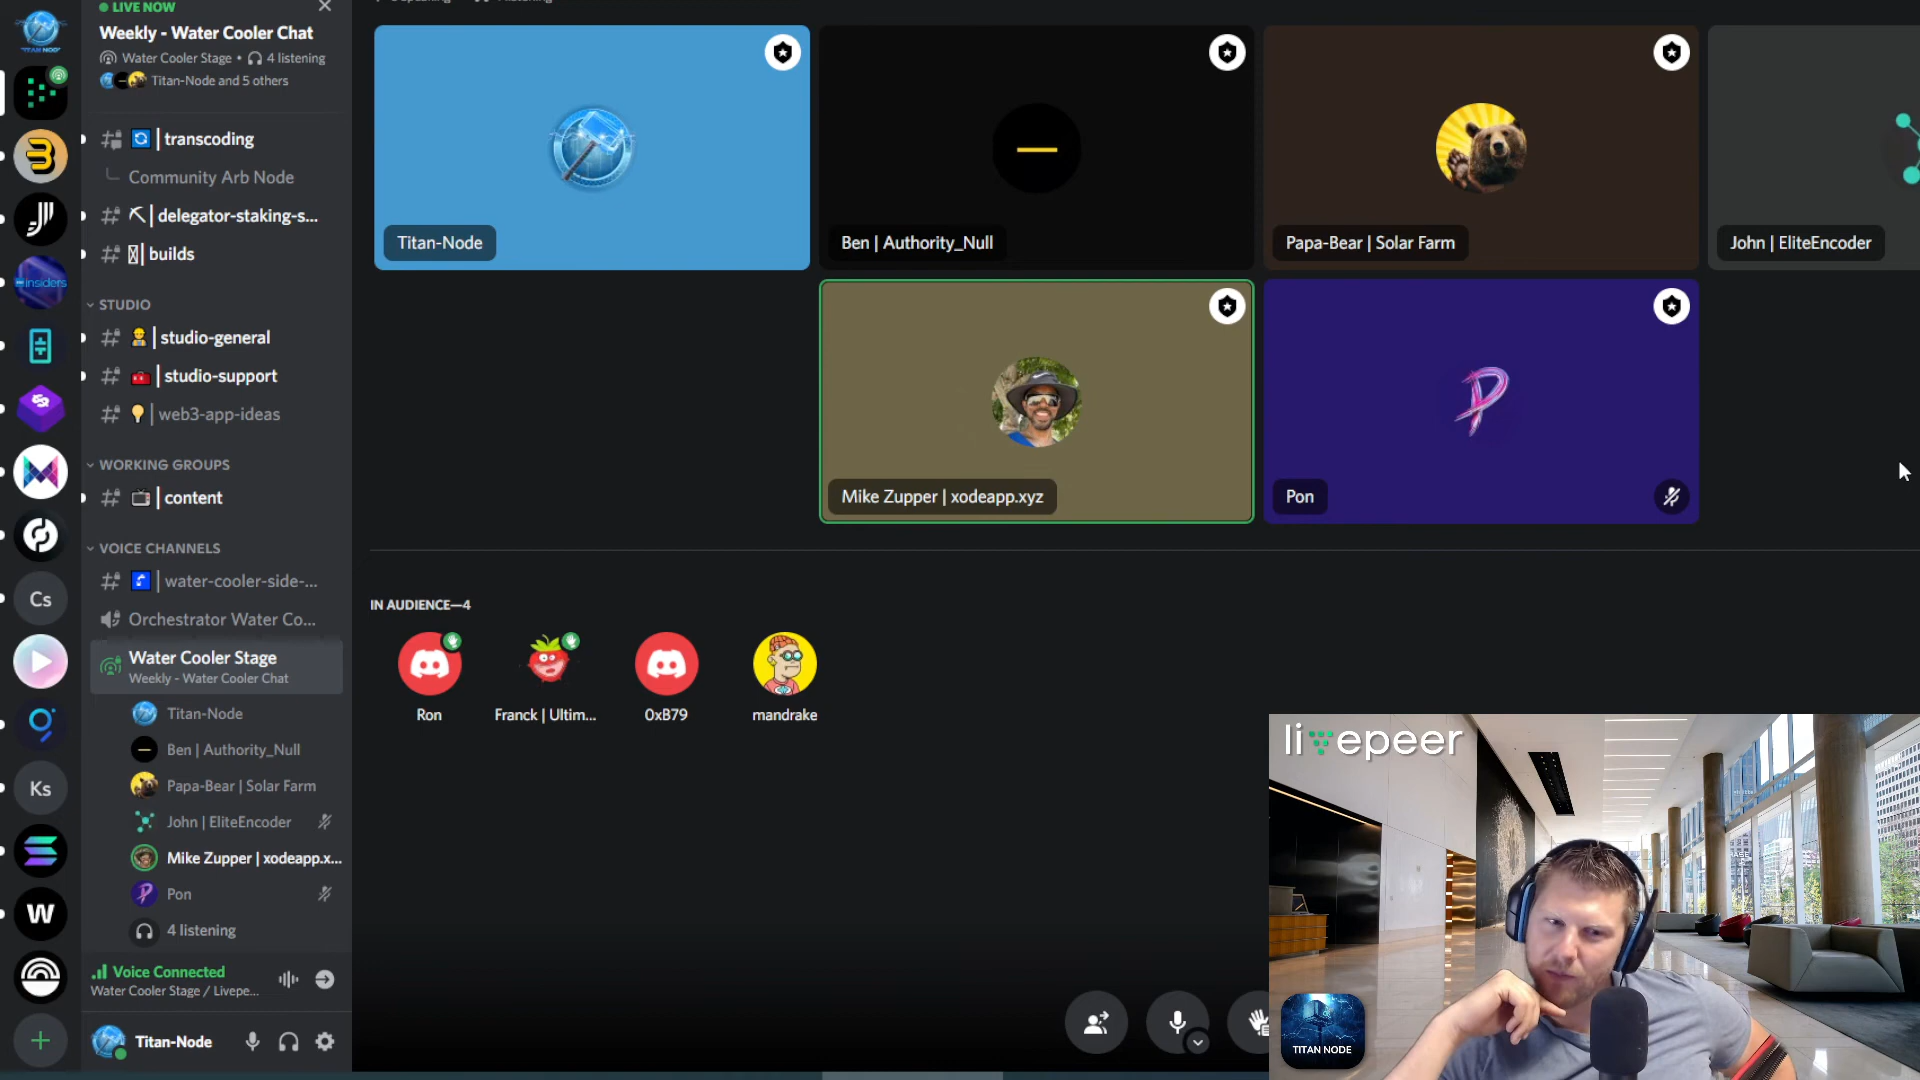 LIVE NOW
Weekly - Water Cooler Chat
Water Cooler Stage • 4 listening
Titan-Node and 5 others
transcoding
Community Arb Node
delegator-staking-s...
builds
STUDIO
studio-general
studio-support
web3-app-ideas
WORKING GROUPS
content
VOICE CHANNELS
water-cooler-side-...
Orchestrator Water Co...
Water Cooler Stage
Weekly - Water Cooler Chat
Titan-Node
Ben | Authority_Null
Papa-Bear | Solar Farm
John | EliteEncoder
Mike Zupper | xodeapp.x...
Pon
4 listening
Voice Connected
Water Cooler Stage / Livepe...
Titan-Node
insiders
Cs
Ks
W
Titan-Node
Ben | Authority_Null
Papa-Bear | Solar Farm
John | EliteEncoder
Mike Zupper | xodeapp.xyz
P
Pon
IN AUDIENCE—4
Ron
Franck | Ultim...
0xB79
mandrake
livepeer
TITAN NODE